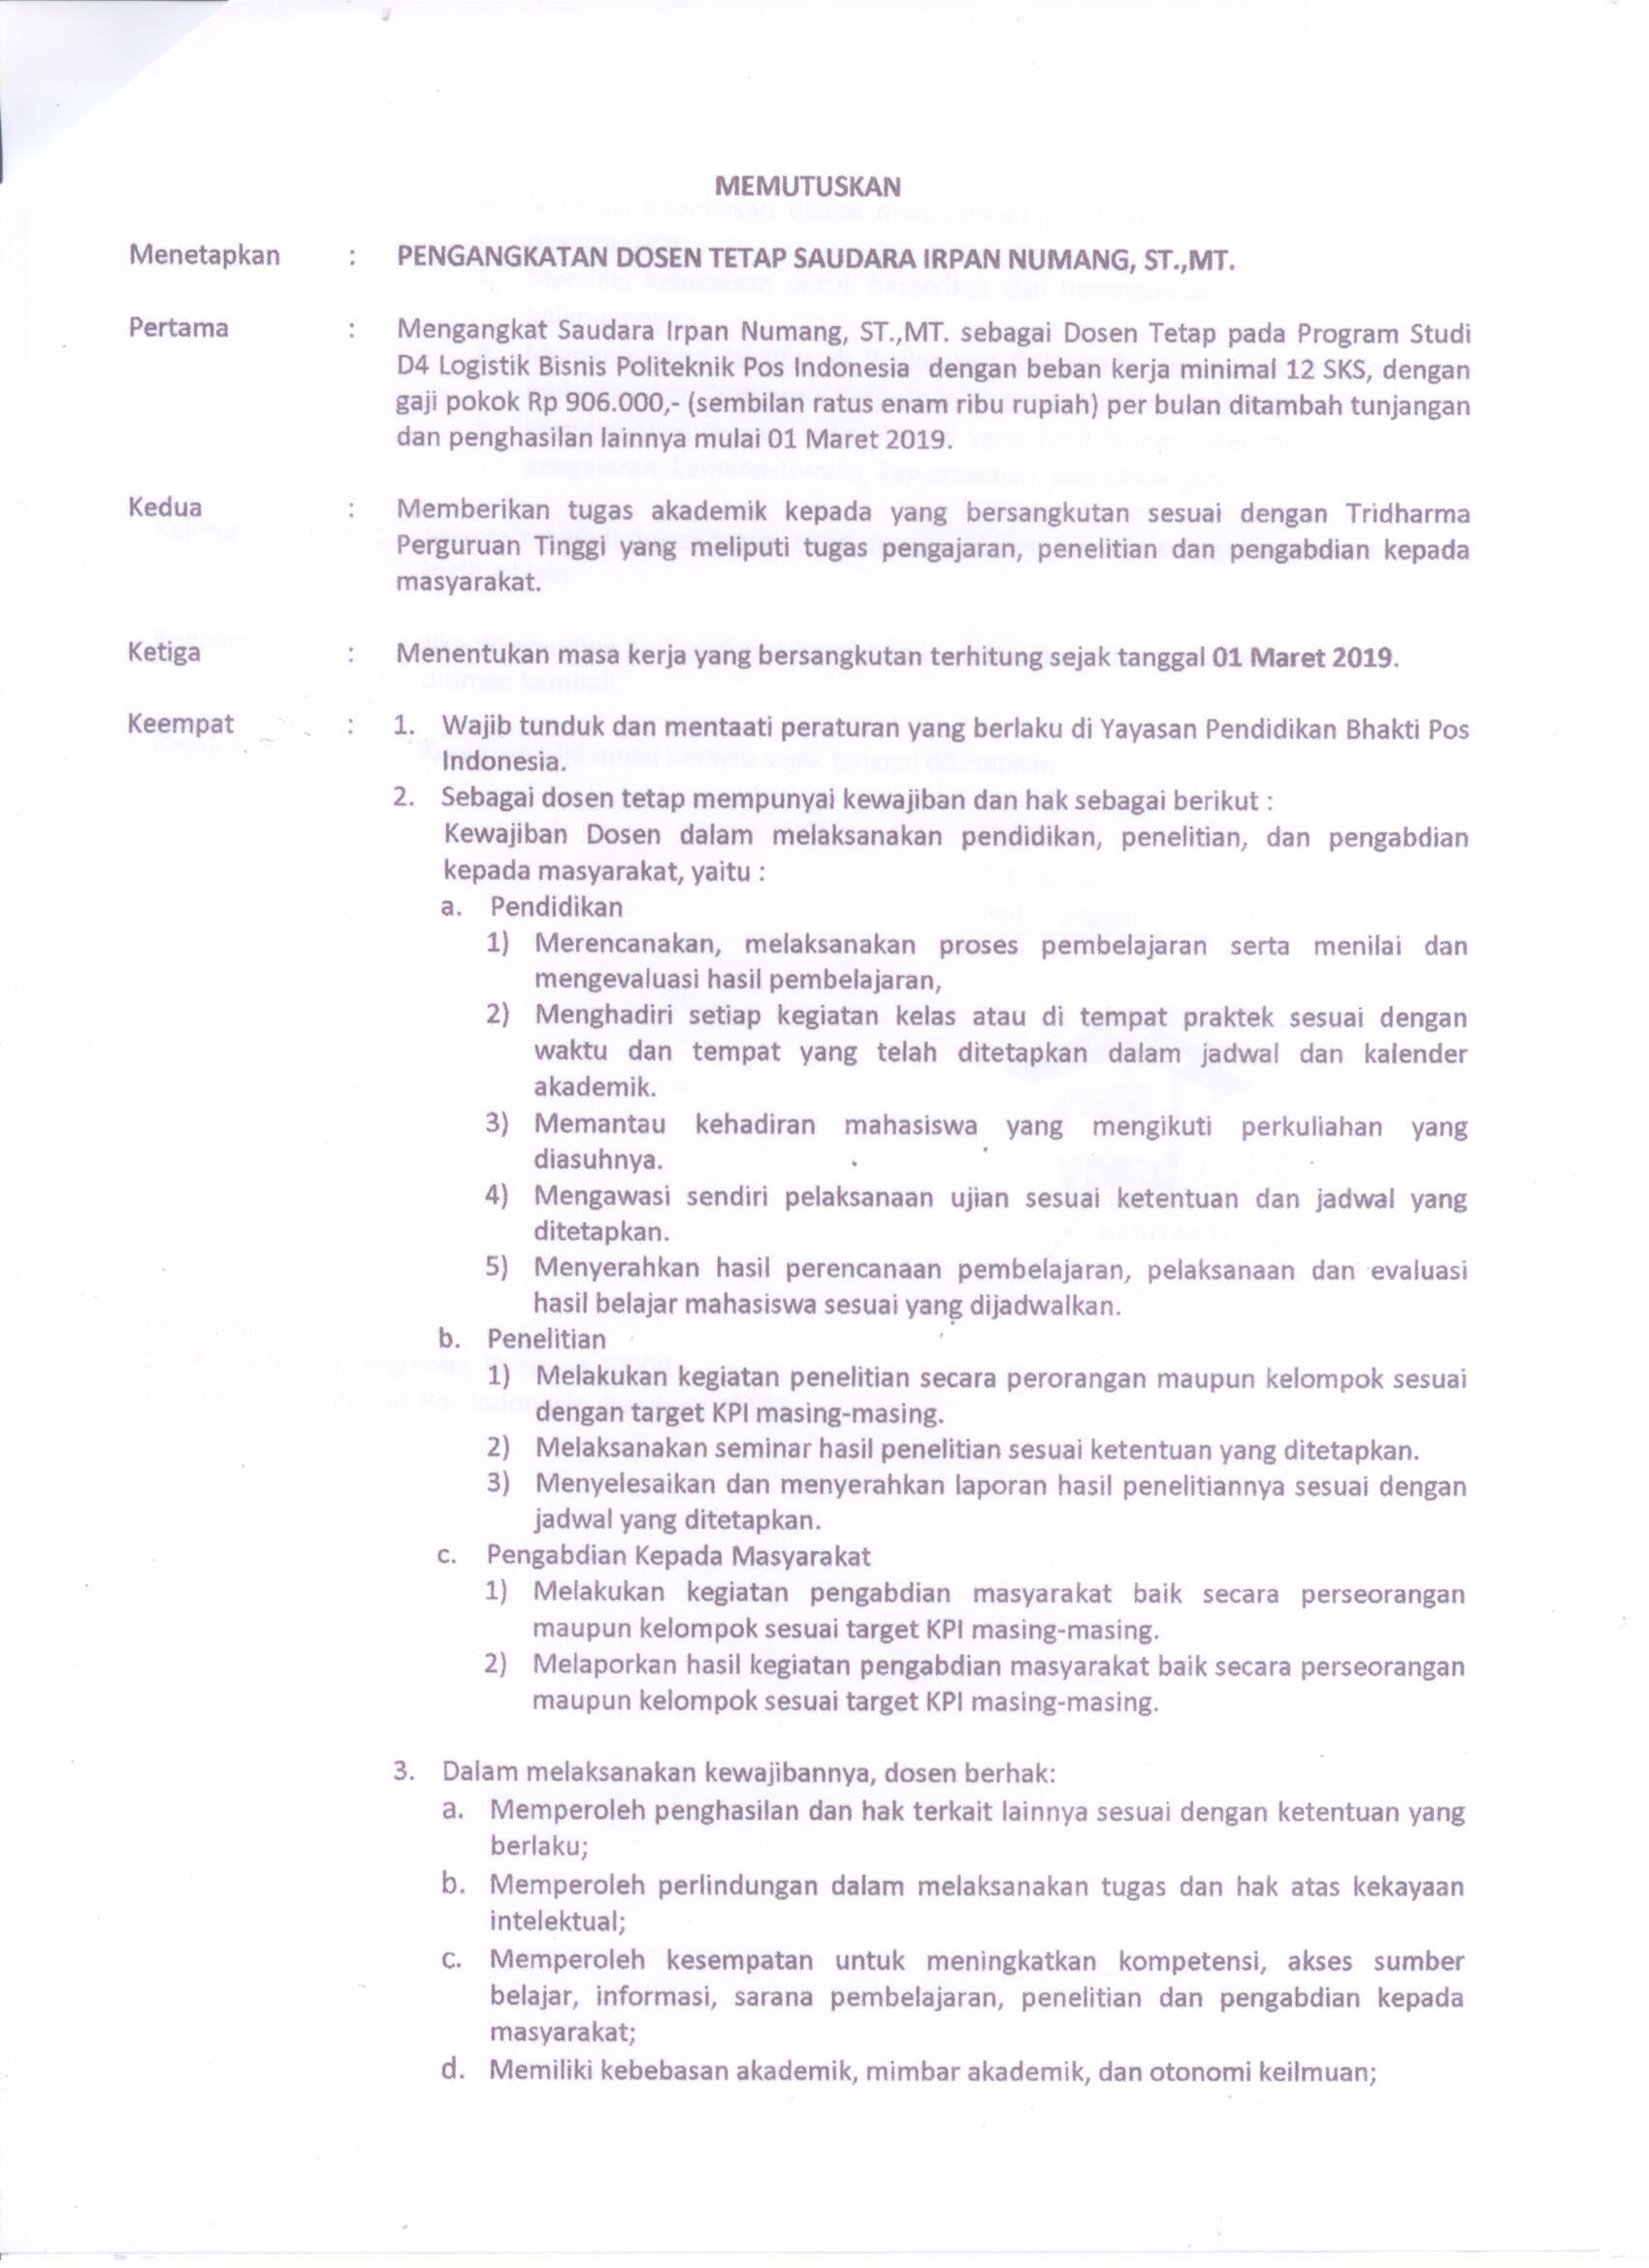 MEMUTUSKAN
Menetapkan : PENGANGKATAN DOSEN TETAP SAUDARA IRPAN NUMANG, ST.,MT.
Pertama : Mengangkat Saudara Irpan Numang, ST.,MT. sebagai Dosen Tetap pada Program Studi
D4 Logistik Bisnis Politeknik Pos Indonesia dengan beban kerja minimal 12 SKS, dengan
gaji pokok Rp 906.000,- (sembilan ratus enam ribu rupiah) per bulan ditambah tunjangan
dan penghasilan lainnya mulai 01 Maret 2019.
Kedua : Memberikan tugas akademik kepada yang bersangkutan sesuai dengan Tridharma
Perguruan Tinggi yang meliputi tugas pengajaran, penelitian dan pengabdian kepada
masyarakat.
Ketiga : Menentukan masa kerja yang bersangkutan terhitung sejak tanggal 01 Maret 2019.
Keempat : 1. Wajib tunduk dan mentaati peraturan yang berlaku di Yayasan Pendidikan Bhakti Pos
Indonesia.
2. Sebagai dosen tetap mempunyai kewajiban dan hak sebagai berikut :
Kewajiban Dosen dalam melaksanakan pendidikan, penelitian, dan pengabdian
kepada masyarakat, yaitu :
a. Pendidikan
1) Merencanakan, melaksanakan proses pembelajaran serta menilai dan
mengevaluasi hasil pembelajaran,
2) Menghadiri setiap kegiatan kelas atau di tempat praktek sesuai dengan
waktu dan tempat yang telah ditetapkan dalam jadwal dan kalender
akademik.
3) Memantau kehadiran mahasiswa yang mengikuti perkuliahan yang
diasuhnya.
4) Mengawasi sendiri pelaksanaan ujian sesuai ketentuan dan jadwal yang
ditetapkan.
5) Menyerahkan hasil perencanaan pembelajaran, pelaksanaan dan evaluasi
hasil belajar mahasiswa sesuai yang dijadwalkan.
b. Penelitian
1) Melakukan kegiatan penelitian secara perorangan maupun kelompok sesuai
dengan target KPI masing-masing.
2) Melaksanakan seminar hasil penelitian sesuai ketentuan yang ditetapkan.
3) Menyelesaikan dan menyerahkan laporan hasil penelitiannya sesuai dengan
jadwal yang ditetapkan.
c. Pengabdian Kepada Masyarakat
1) Melakukan kegiatan pengabdian masyarakat baik secara perseorangan
maupun kelompok sesuai target KPI masing-masing.
2) Melaporkan hasil kegiatan pengabdian masyarakat baik secara perseorangan
maupun kelompok sesuai target KPI masing-masing.
3. Dalam melaksanakan kewajibannya, dosen berhak:
a. Memperoleh penghasilan dan hak terkait lainnya sesuai dengan ketentuan yang
berlaku;
b. Memperoleh perlindungan dalam melaksanakan tugas dan hak atas kekayaan
intelektual;
c. Memperoleh kesempatan untuk meningkatkan kompetensi, akses sumber
belajar, informasi, sarana pembelajaran, penelitian dan pengabdian kepada
masyarakat;
d. Memiliki kebebasan akademik, mimbar akademik, dan otonomi keilmuan;